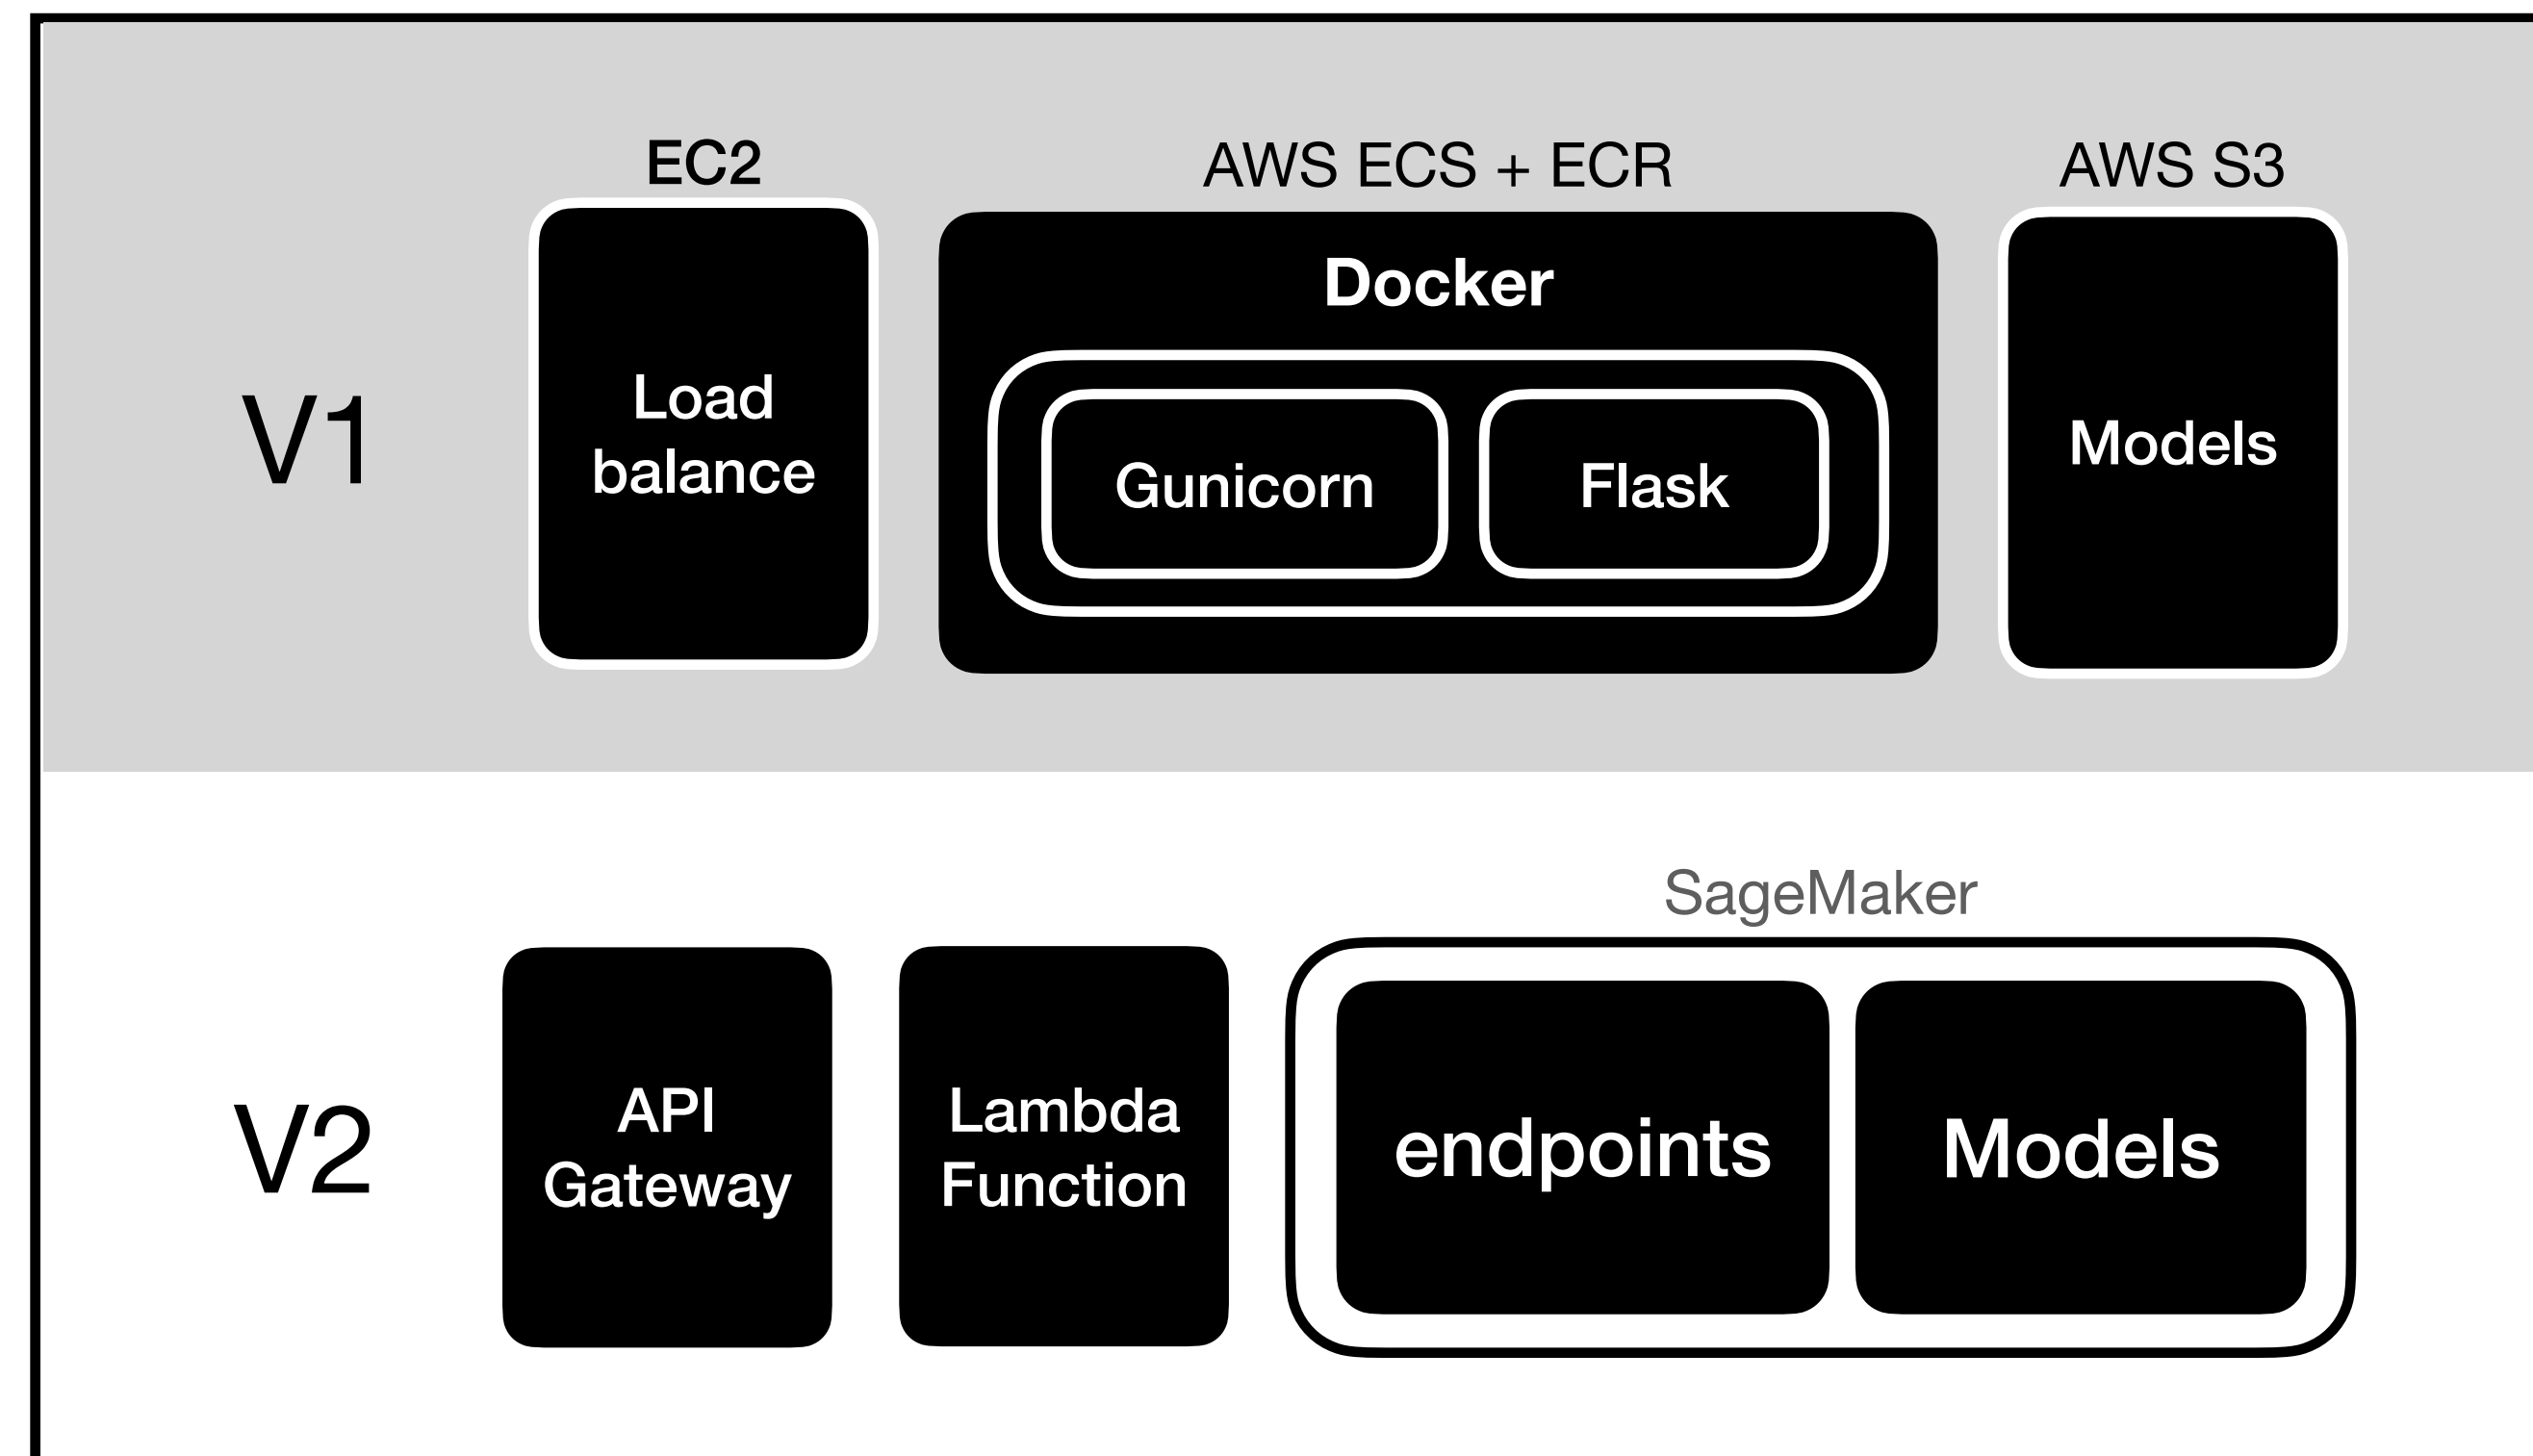 EC2
AWS ECS + ECR
AWS S3
V1
Load
balance
Docker
Gunicorn
Flask
Models
SageMaker
V2
API
Gateway
Lambda
Function
endpoints
Models